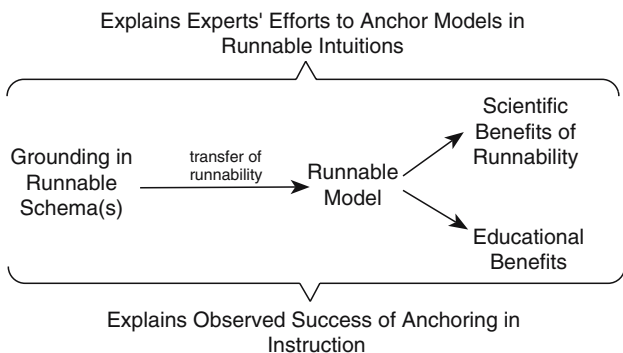 Explains Experts' Efforts to Anchor Models in
Runnable Intuitions
Grounding in
Runnable
Schema(s)
transfer of
runnability
Runnable
Model
Scientific
Benefits of
Runnability
Educational
Benefits
Explains Observed Success of Anchoring in
Instruction